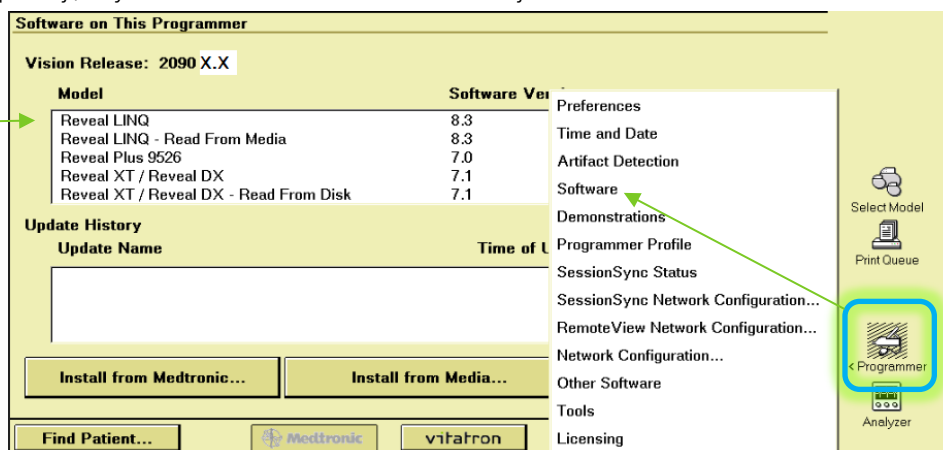 Software on This Programmer
Vision Release: 2090 X.X
Model Software Ver
Reveal LINQ 8.3
Reveal LINQ - Read From Media 8.3
Reveal Plus 9526 7.0
Reveal XT / Reveal DX 7.1
Reveal XT / Reveal DX - Read From Disk 7.1
Update History
Update Name Time of U
Install from Medtronic... Install from Media...
Find Patient... Medtronic vitatron
Preferences
Time and Date
Artifact Detection
Software
Demonstrations
Programmer Profile
SessionSync Status
SessionSync Network Configuration...
RemoteView Network Configuration...
Network Configuration...
Other Software
Tools
Licensing
Select Model
Print Queue
< Programmer
Analyzer